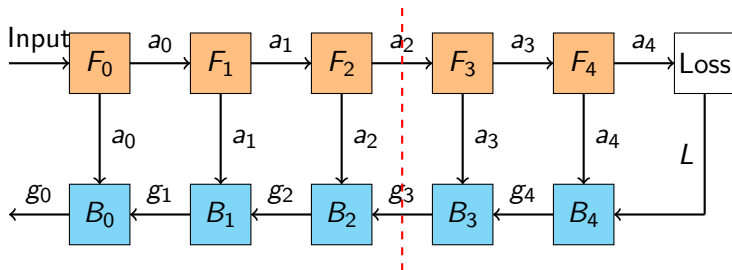 Input a₀ a₁ a₂ a₃ a₄
F₀ F₁ F₂ F₃ F₄ Loss
a₀ a₁ a₂ a₃ a₄ L
g₀ g₁ g₂ g₃ g₄
B₀ B₁ B₂ B₃ B₄